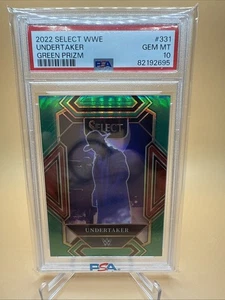 2022 SELECT WWE #331
UNDERTAKER GEM MT
GREEN PRIZM 10
PSA 82192695
SELECT
UNDERTAKER
W
PSA